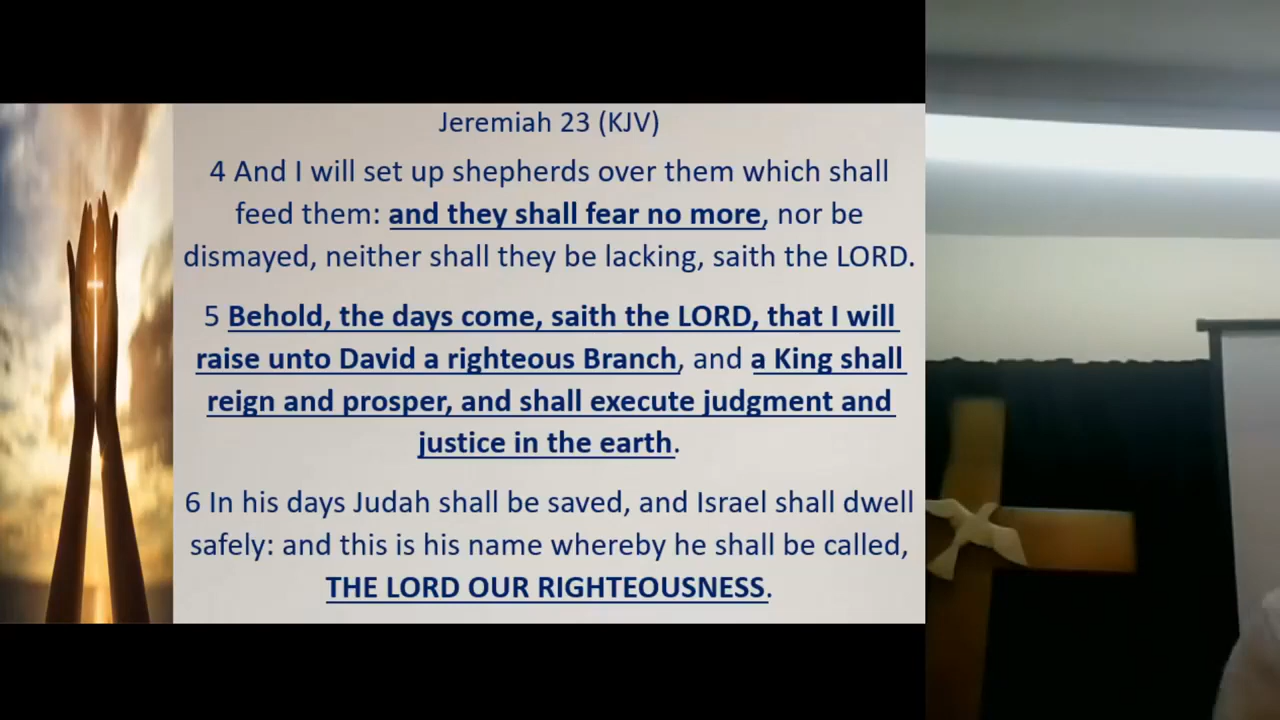 Jeremiah 23 (KJV)
4 And I will set up shepherds over them which shall
feed them: and they shall fear no more, nor be
dismayed, neither shall they be lacking, saith the LORD.
5 Behold, the days come, saith the LORD, that I will
raise unto David a righteous Branch, and a King shall
reign and prosper, and shall execute judgment and
justice in the earth.
6 In his days Judah shall be saved, and Israel shall dwell
safely: and this is his name whereby he shall be called,
THE LORD OUR RIGHTEOUSNESS.